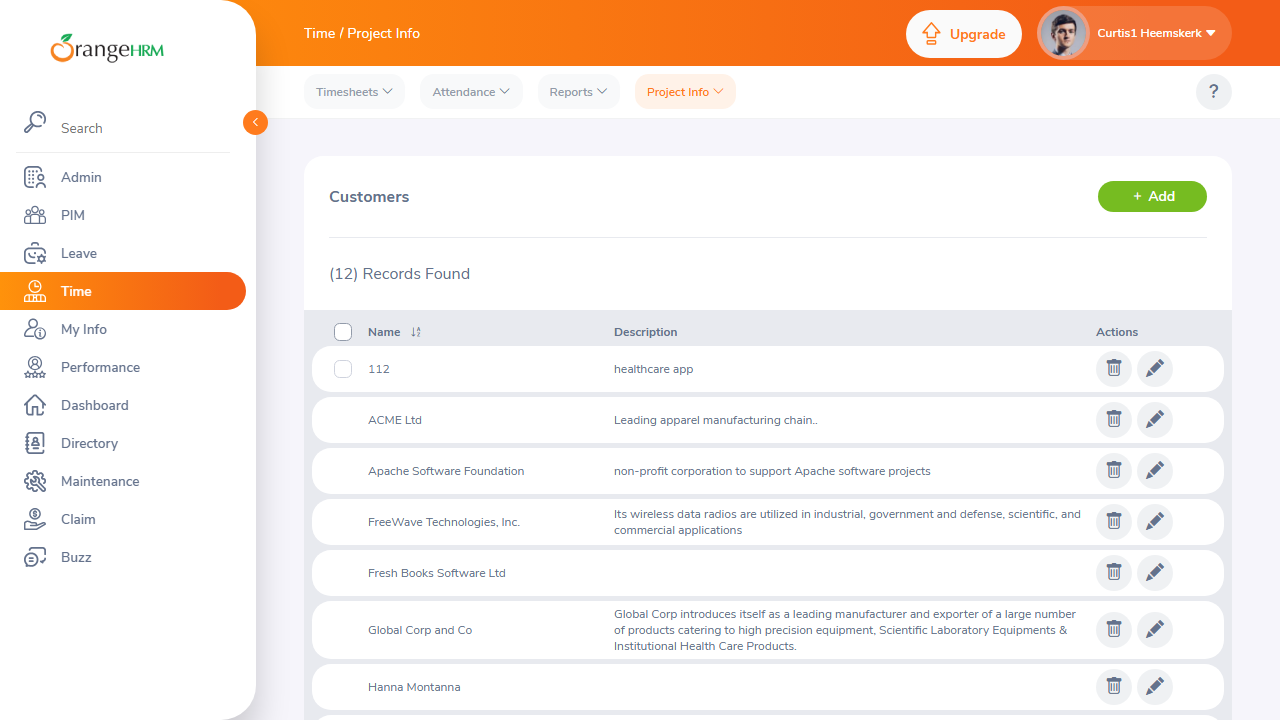 OrangeHRM
Time / Project Info
Upgrade
Curtis1 Heemskerk
Timesheets
Attendance
Reports
Project Info
?
Search
Admin
PIM
Leave
Time
My Info
Performance
Dashboard
Directory
Maintenance
Claim
Buzz
Customers
+ Add
(12) Records Found
Name
Description
Actions
112
healthcare app
ACME Ltd
Leading apparel manufacturing chain..
Apache Software Foundation
non-profit corporation to support Apache software projects
FreeWave Technologies, Inc.
Its wireless data radios are utilized in industrial, government and defense, scientific, and
commercial applications
Fresh Books Software Ltd
Global Corp and Co
Global Corp introduces itself as a leading manufacturer and exporter of a large number
of products catering to high precision equipment, Scientific Laboratory Equipments &
Institutional Health Care Products.
Hanna Montanna